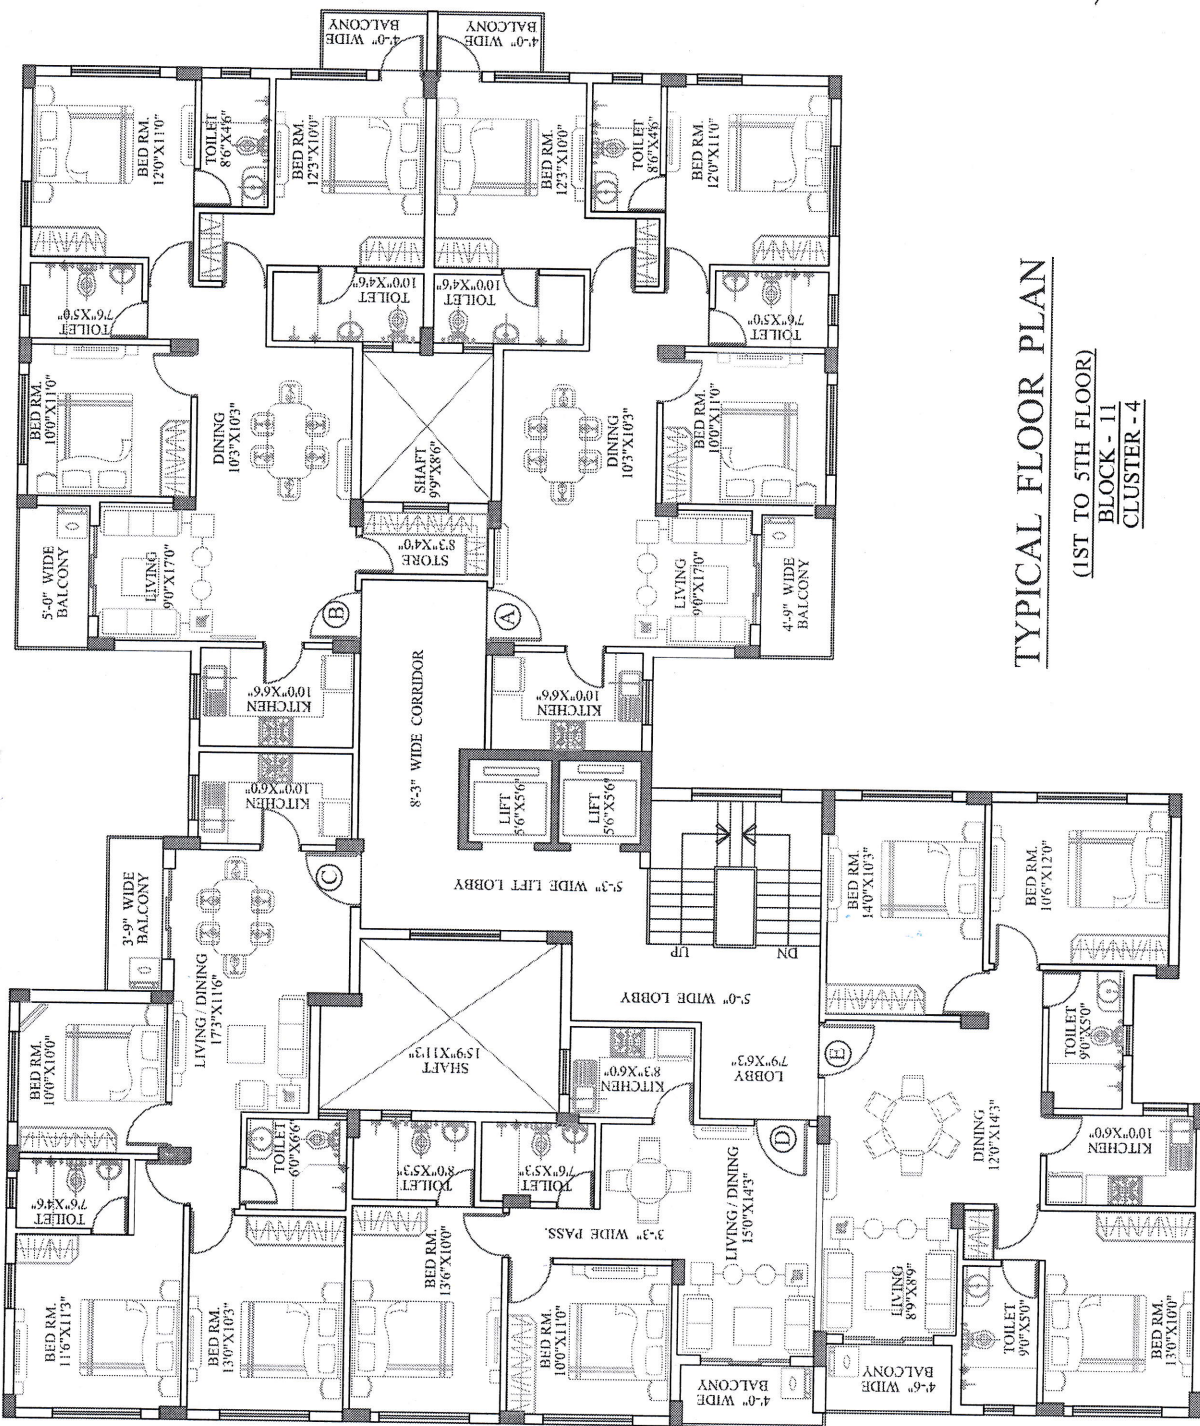 4'-0" WIDE
BALCONY
4'-0" WIDE
BALCONY
BED RM.
12'0"X11'0"
TOILET
8'6"X4'6"
BED RM.
12'3"X10'0"
BED RM.
12'3"X10'0"
TOILET
8'6"X4'6"
BED RM.
12'0"X11'0"
TOILET
7'6"X5'0"
TOILET
10'0"X4'6"
TOILET
10'0"X4'6"
TOILET
7'6"X5'0"
BED RM.
10'0"X11'0"
DINING
10'3"X10'3"
SHAFT
9'9"X8'6"
DINING
10'3"X10'3"
BED RM.
10'0"X11'0"
5'-0" WIDE
BALCONY
LIVING
9'0"X17'0"
STORE
8'3"X4'0"
LIVING
9'0"X17'0"
4'-9" WIDE
BALCONY
B
A
KITCHEN
10'0"X6'6"
8'-3" WIDE CORRIDOR
KITCHEN
10'0"X6'6"
KITCHEN
10'0"X6'0"
LIFT
5'6"X5'6"
LIFT
5'6"X5'6"
C
5'-3" WIDE LIFT LOBBY
3'-9" WIDE
BALCONY
UP
DN
BED RM.
14'0"X10'3"
BED RM.
10'6"X12'0"
BED RM.
10'0"X10'0"
LIVING / DINING
17'3"X11'6"
SHAFT
15'9"X11'3"
5'-0" WIDE LOBBY
KITCHEN
8'3"X6'0"
LOBBY
7'9"X6'3"
E
TOILET
9'0"X5'0"
TOILET
7'6"X4'6"
TOILET
6'0"X6'6"
TOILET
8'0"X5'3"
TOILET
7'6"X5'3"
D
DINING
12'0"X14'3"
KITCHEN
10'0"X6'0"
3'-3" WIDE PASS.
LIVING / DINING
15'0"X14'3"
BED RM.
11'6"X11'3"
BED RM.
13'0"X10'3"
BED RM.
13'6"X10'0"
BED RM.
10'0"X11'0"
LIVING
8'9"X8'9"
TOILET
9'0"X5'0"
BED RM.
13'0"X10'0"
4'-0" WIDE
BALCONY
4'-6" WIDE
BALCONY
TYPICAL FLOOR PLAN
(1ST TO 5TH FLOOR)
BLOCK - 11
CLUSTER - 4